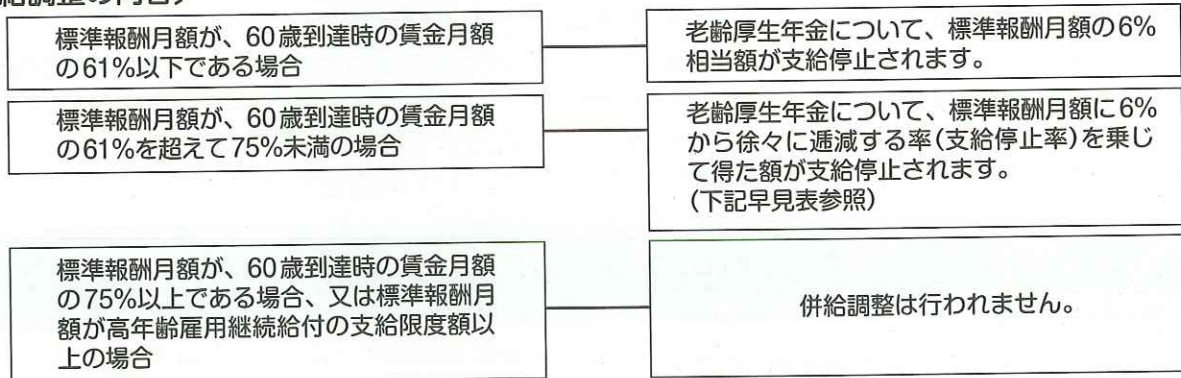 標準報酬月額が、60歳到達時の賃金月額
の61%以下である場合
老齢厚生年金について、標準報酬月額の6%
相当額が支給停止されます。
標準報酬月額が、60歳到達時の賃金月額
の61%を超えて75%未満の場合
老齢厚生年金について、標準報酬月額に6%
から徐々に逓減する率(支給停止率)を乗じ
て得た額が支給停止されます。
(下記早見表参照)
標準報酬月額が、60歳到達時の賃金月額
の75%以上である場合、又は標準報酬月
額が高年齢雇用継続給付の支給限度額以
上の場合
併給調整は行われません。